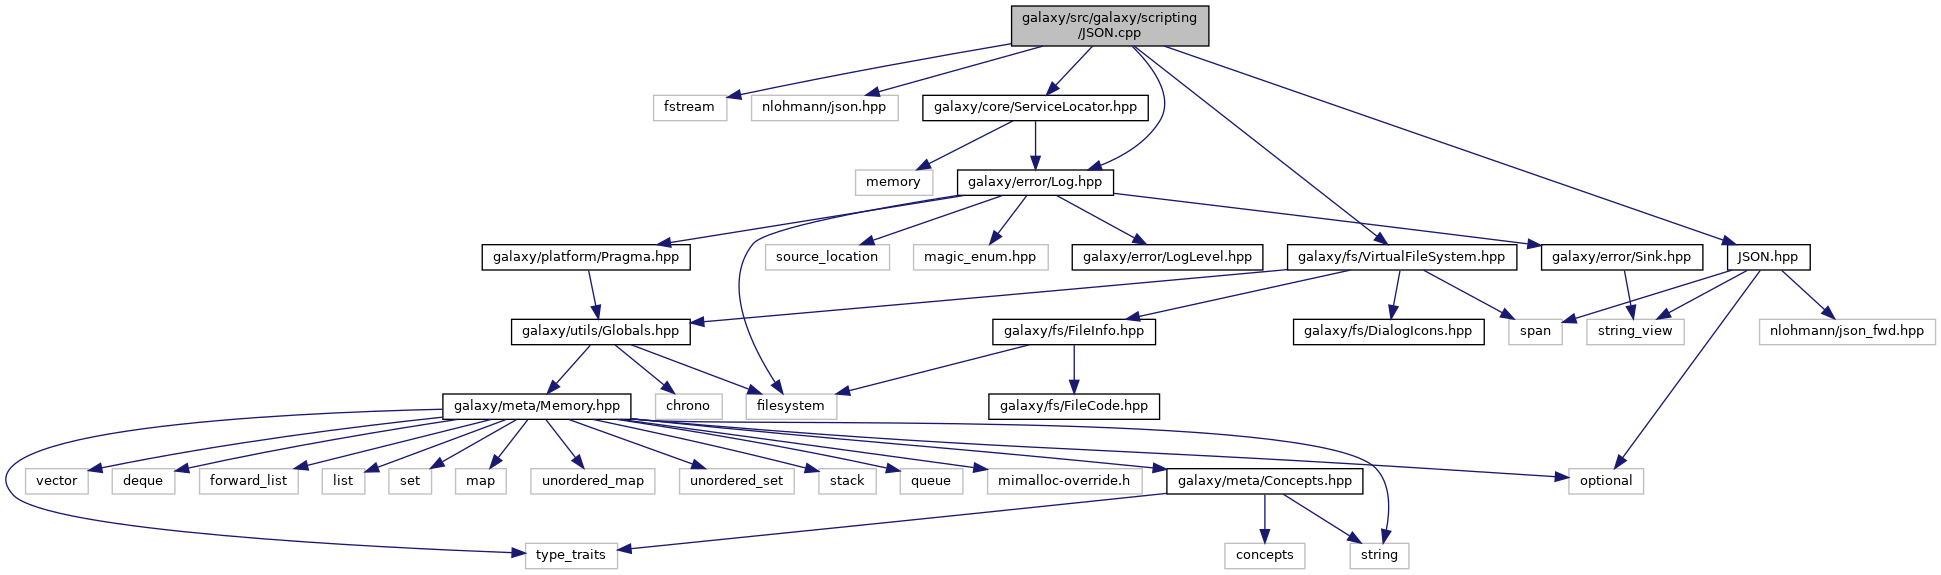 galaxy/src/galaxy/scripting
/JSON.cpp
fstream
nlohmann/json.hpp
galaxy/core/ServiceLocator.hpp
memory
galaxy/error/Log.hpp
galaxy/platform/Pragma.hpp
source_location
magic_enum.hpp
galaxy/error/LogLevel.hpp
galaxy/fs/VirtualFileSystem.hpp
galaxy/error/Sink.hpp
JSON.hpp
galaxy/utils/Globals.hpp
galaxy/fs/FileInfo.hpp
galaxy/fs/DialogIcons.hpp
span
string_view
nlohmann/json_fwd.hpp
galaxy/meta/Memory.hpp
chrono
filesystem
galaxy/fs/FileCode.hpp
vector
deque
forward_list
list
set
map
unordered_map
unordered_set
stack
queue
mimalloc-override.h
galaxy/meta/Concepts.hpp
optional
type_traits
concepts
string